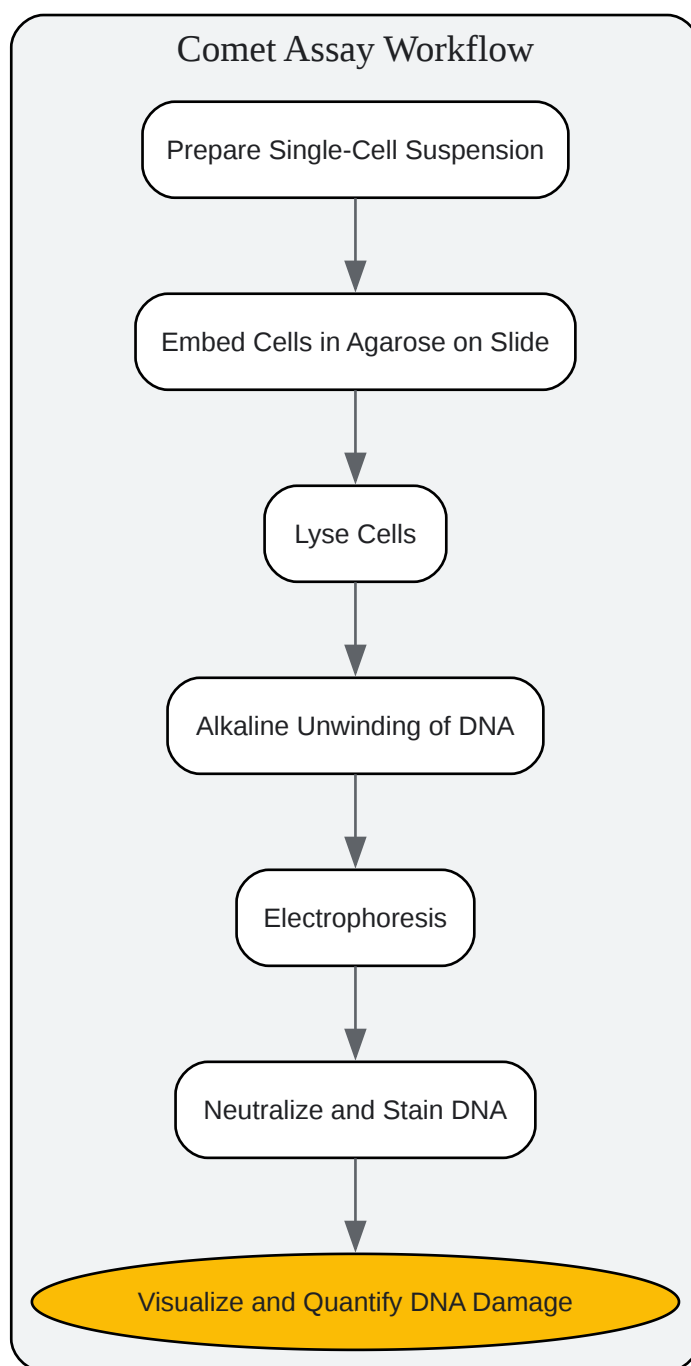 Comet Assay Workflow
Prepare Single-Cell Suspension
Embed Cells in Agarose on Slide
Lyse Cells
Alkaline Unwinding of DNA
Electrophoresis
Neutralize and Stain DNA
Visualize and Quantify DNA Damage